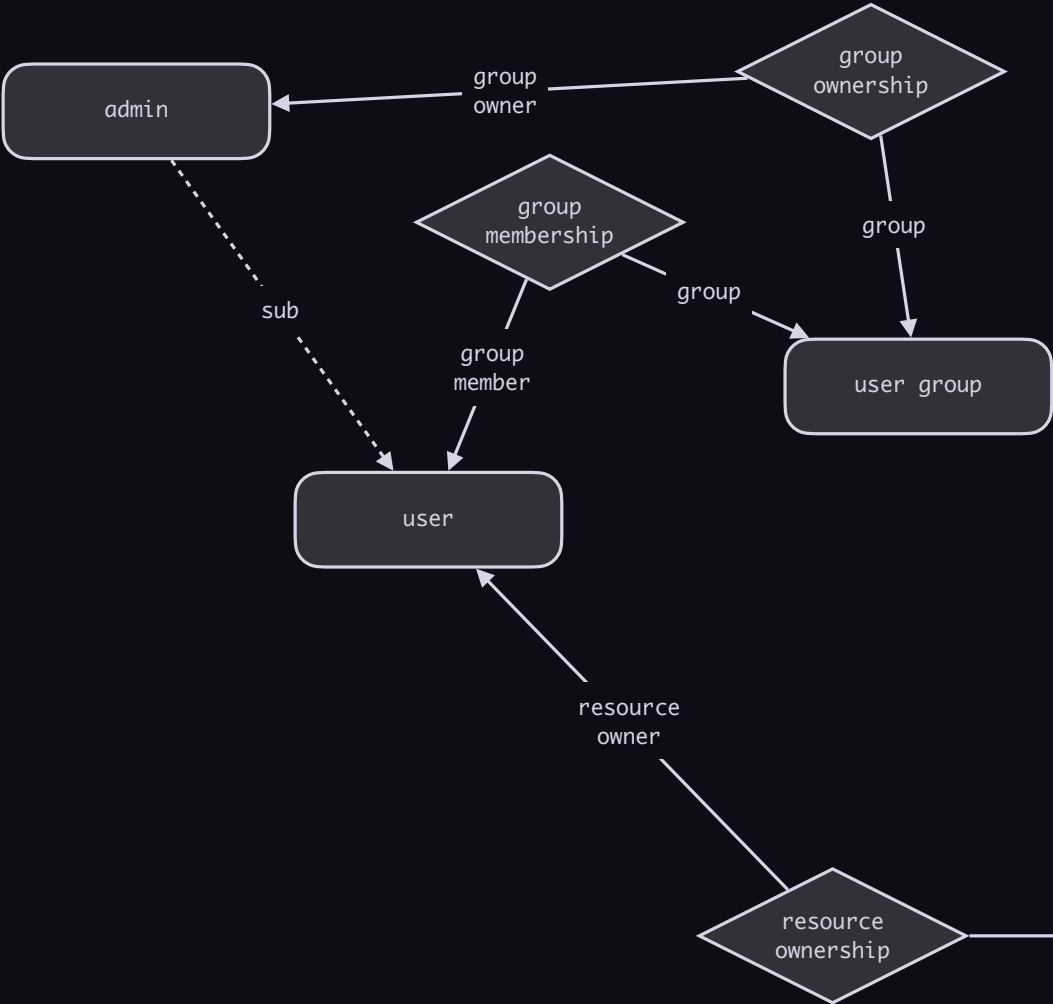 group
ownership
group
owner
admin
group
membership
group
group
sub
group
member
user group
user
resource
owner
resource
ownership